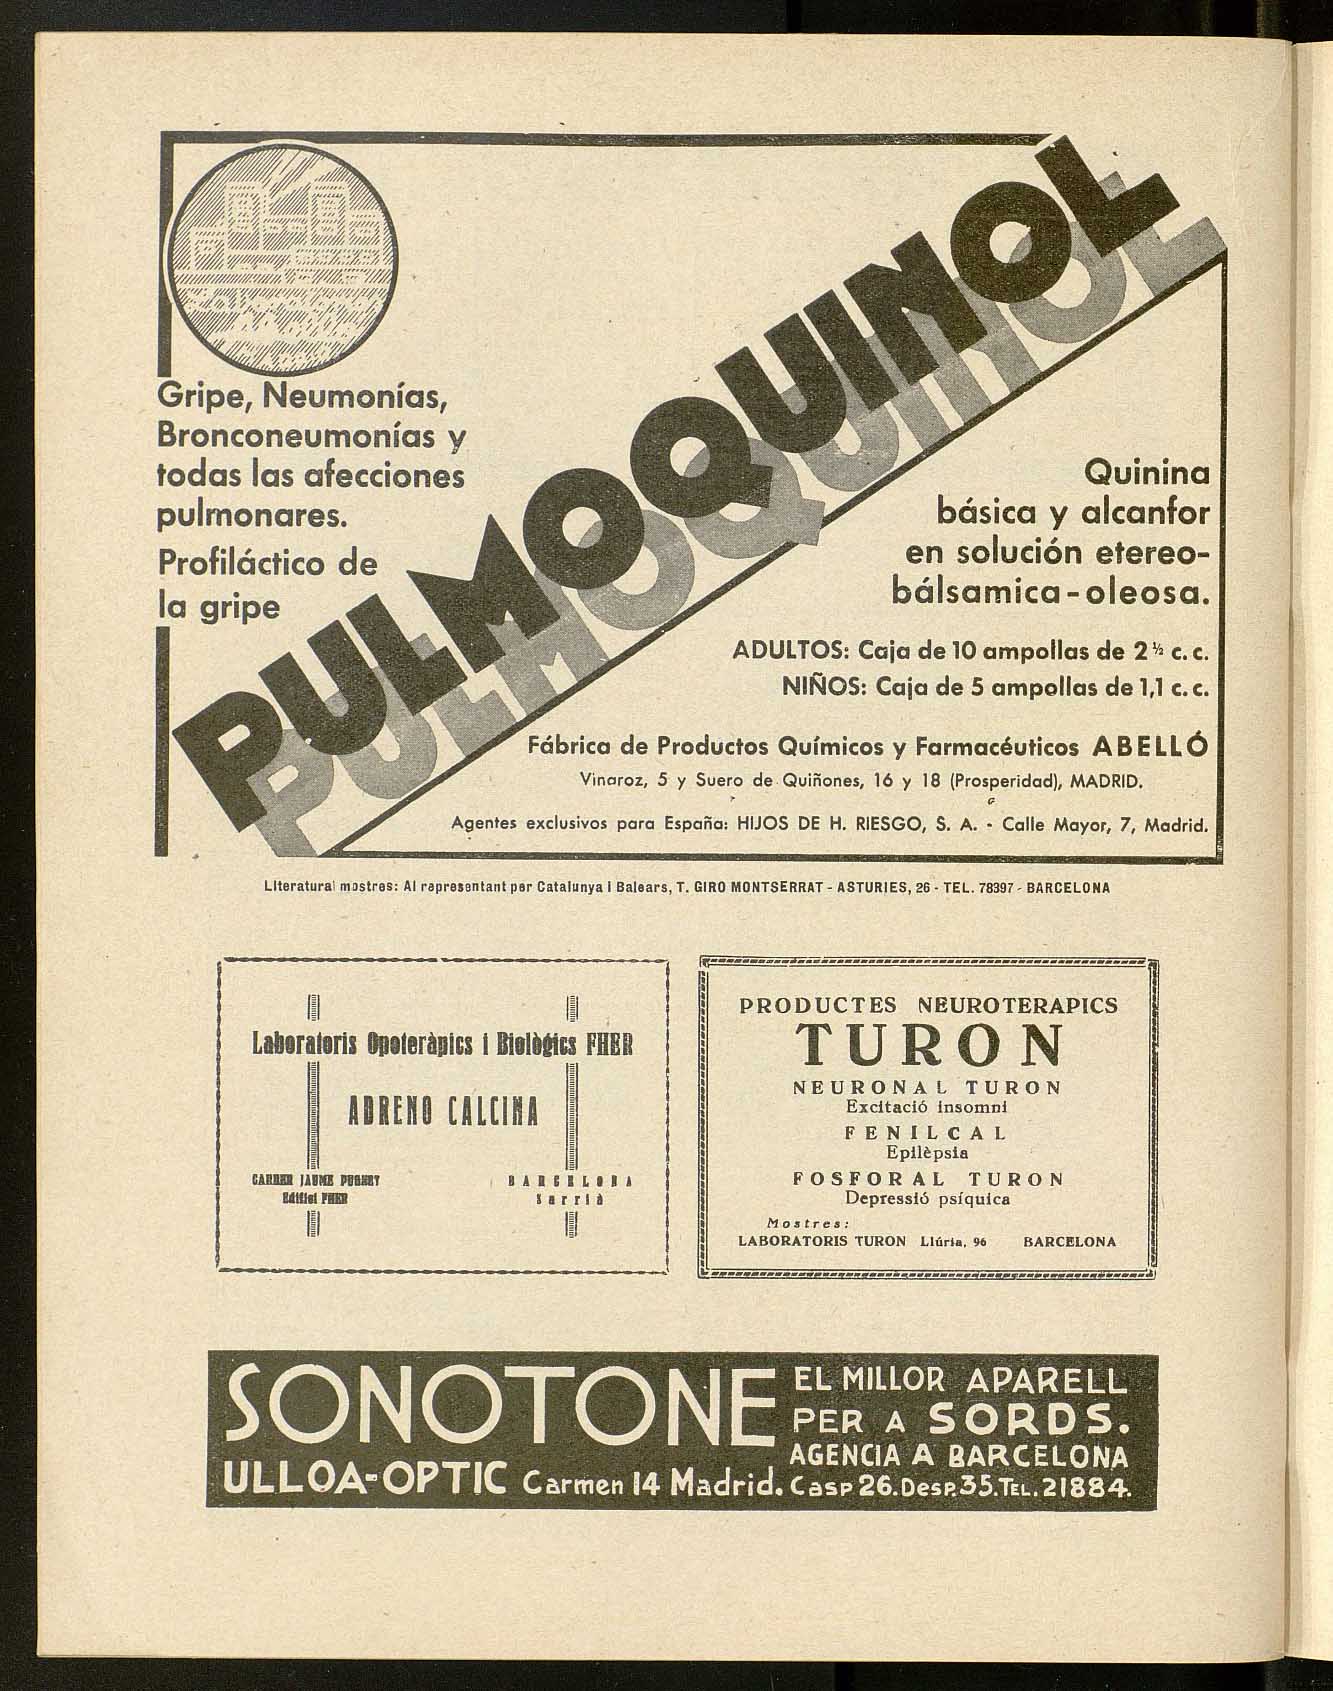 PULMOQUINOL
Gripe, Neumonías,
Bronconeumonías y
todas las afecciones
pulmonares.
Profiláctico de
la gripe
Quinina
básica y alcanfor
en solución etereo-
bálsamica-oleosa.
ADULTOS: Caja de 10 ampollas de 2 ½ c. c.
NIÑOS: Caja de 5 ampollas de 1,1 c. c.
Fábrica de Productos Químicos y Farmacéuticos ABELLÓ
Vinaroz, 5 y Suero de Quiñones, 16 y 18 (Prosperidad), MADRID.
Agentes exclusivos para España: HIJOS DE H. RIESGO, S. A. - Calle Mayor, 7, Madrid.
Literatura i mostres: Al representant per Catalunya i Balears, T. GIRO MONTSERRAT - ASTURIES, 26 - TEL. 78397 - BARCELONA
Laboratoris Opoteràpics i Biològics FHER
ADRENO CALCINA
CARRER JAUME PUGNET
Edifici FHER
BARCELONA
Sarrià
PRODUCTES NEUROTERAPICS
TURON
NEURONAL TURON
Excitació insomni
FENILCAL
Epilèpsia
FOSFORAL TURON
Depressió psíquica
Mostres:
LABORATORIS TURON Llúria, 96 BARCELONA
SONOTONE
EL MILLOR APARELL
PER A SORDS.
AGENCIA A BARCELONA
ULLOA-OPTIC Carmen 14 Madrid. Casp 26. Desp. 35. TEL. 21884.